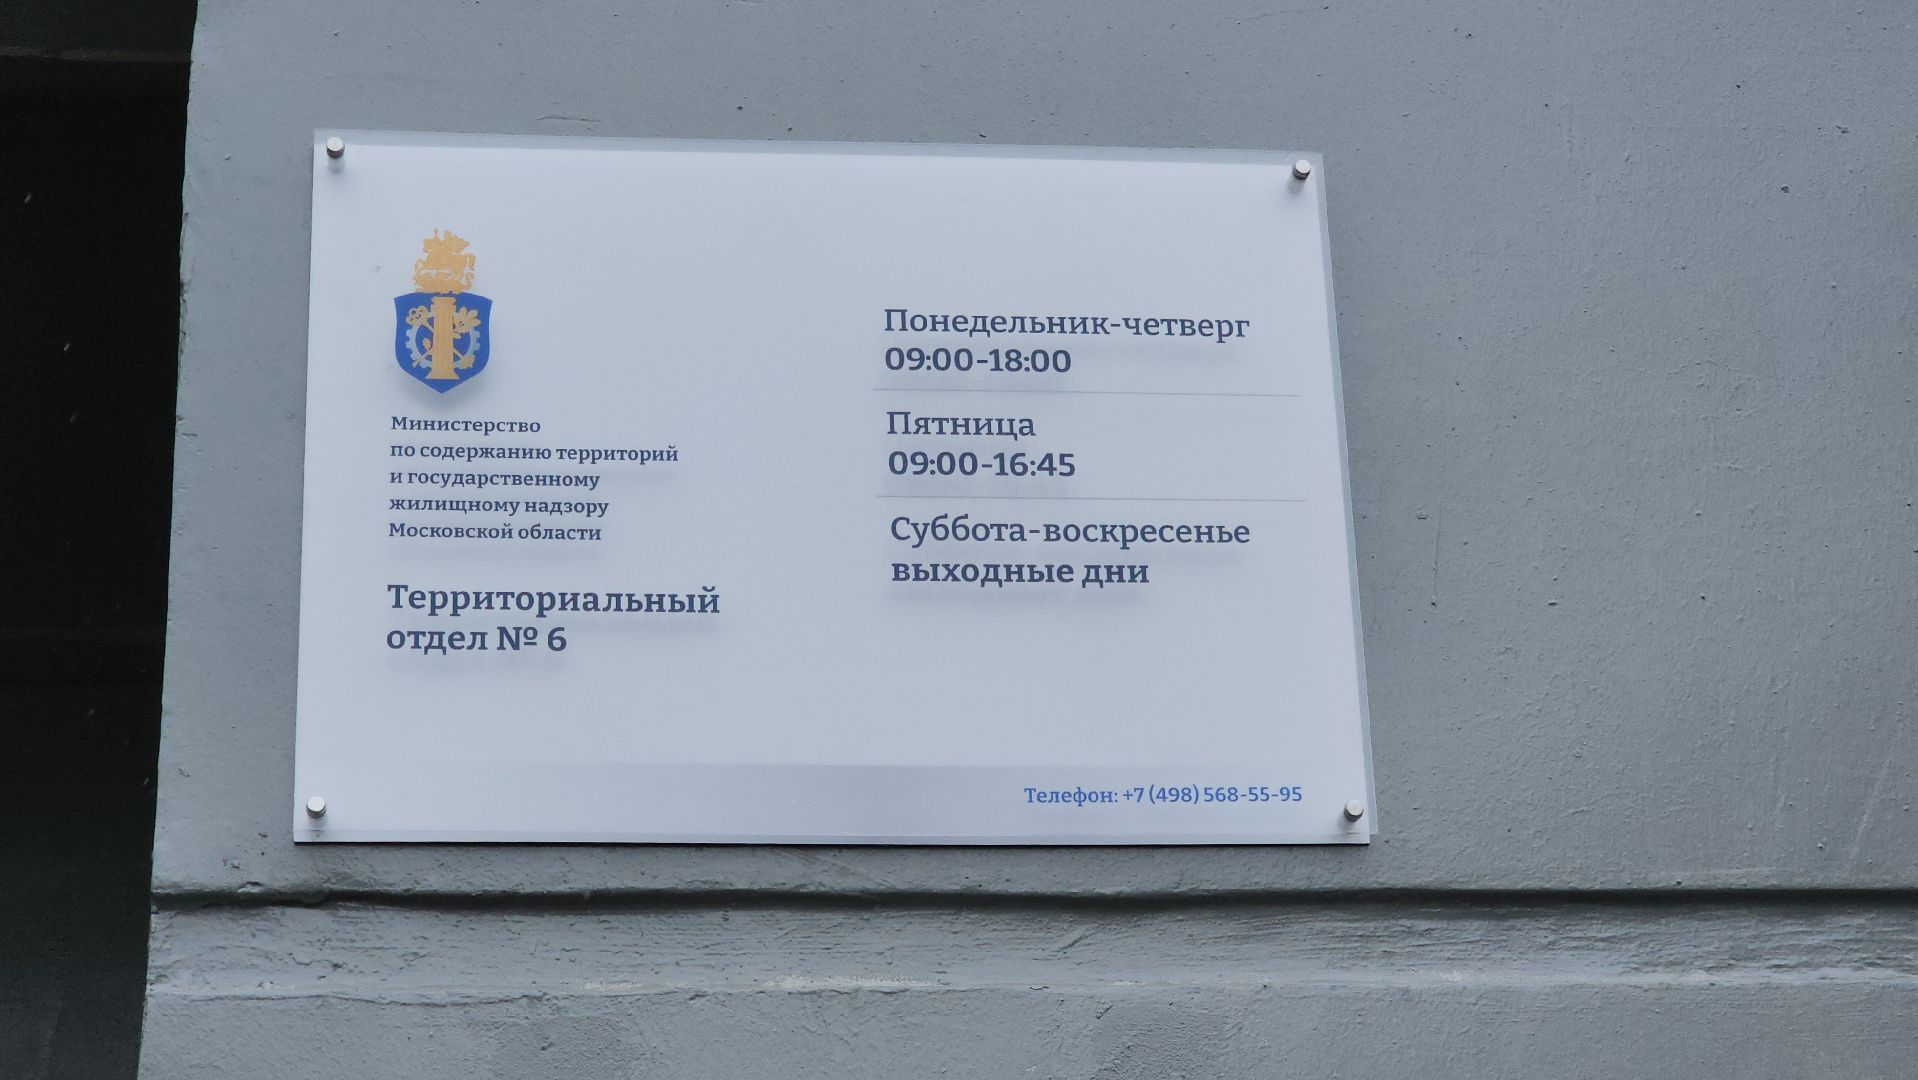 Министерство
по содержанию территорий
и государственному
жилищному надзору
Московской области
Территориальный
отдел № 6
Понедельник-четверг
09:00-18:00
Пятница
09:00-16:45
Суббота-воскресенье
выходные дни
Телефон: +7 (498) 568-55-95